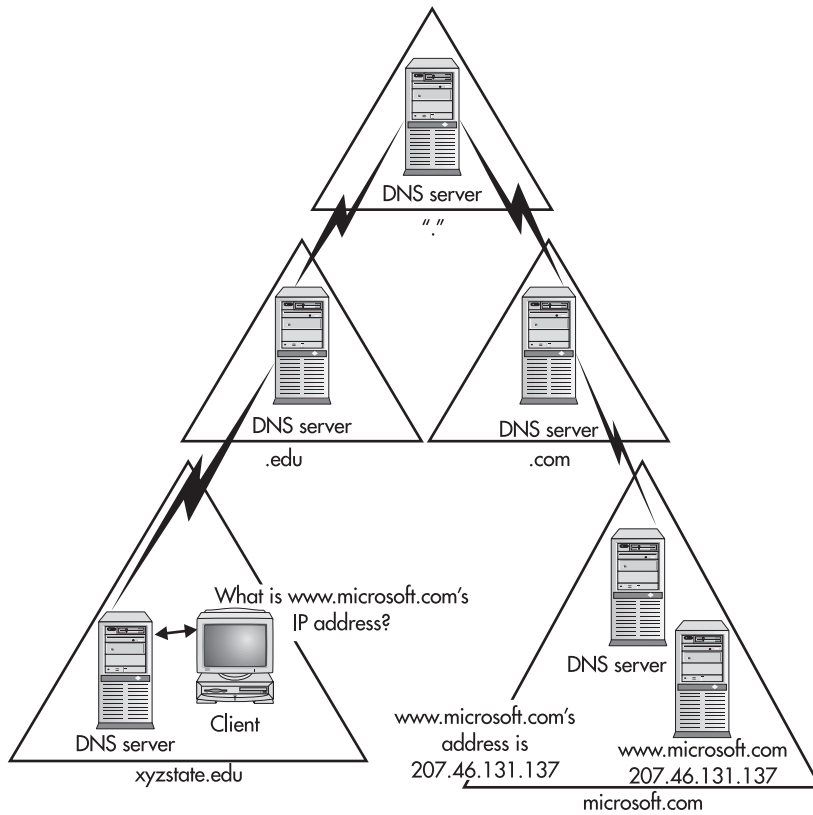 DNS server
“.”
DNS server
.edu
DNS server
.com
What is www.microsoft.com's
IP address?
DNS server
Client
xyzstate.edu
DNS server
www.microsoft.com's
address is
207.46.131.137
www.microsoft.com
207.46.131.137
microsoft.com